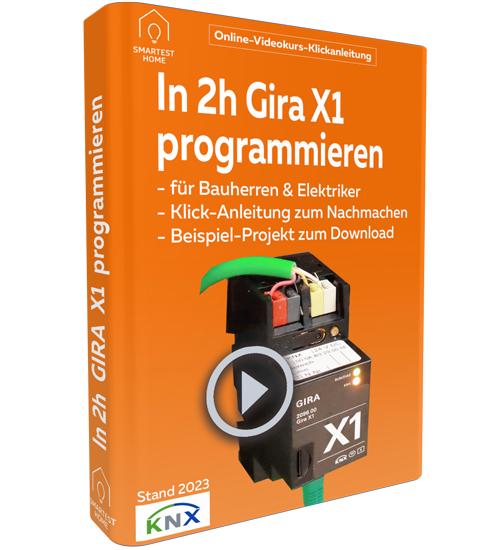 SMARTEST
HOME
Online-Videokurs-Klickanleitung
In 2h Gira X1
programmieren
- für Bauherren & Elektriker
- Klick-Anleitung zum Nachmachen
- Beispiel-Projekt zum Download
GIRA
2096 00
Gira X1
X1
KNX
Stand 2023
KNX
In 2h GIRA X1 programmieren
SMARTEST
HOME